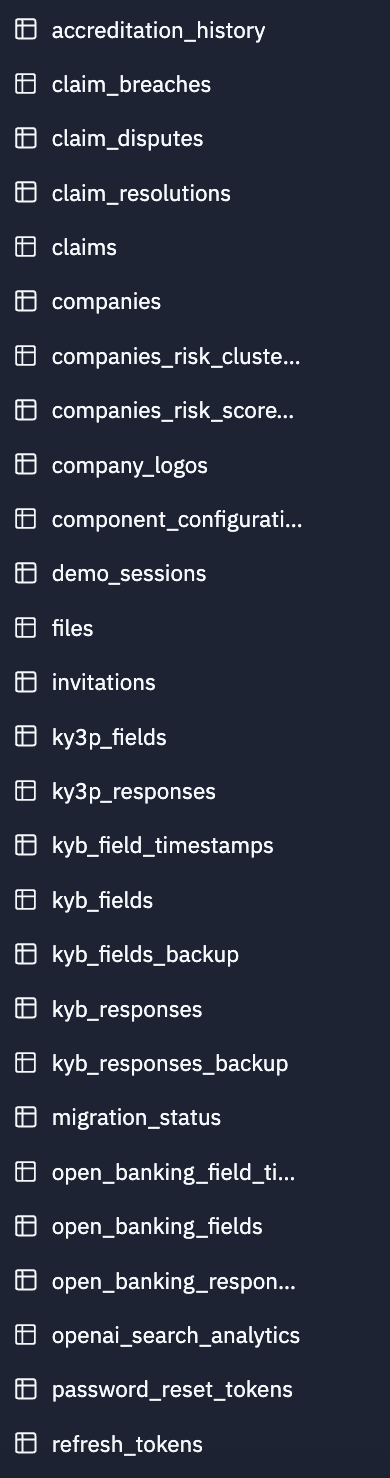 accreditation_history
claim_breaches
claim_disputes
claim_resolutions
claims
companies
companies_risk_cluste...
companies_risk_score...
company_logos
component_configurati...
demo_sessions
files
invitations
ky3p_fields
ky3p_responses
kyb_field_timestamps
kyb_fields
kyb_fields_backup
kyb_responses
kyb_responses_backup
migration_status
open_banking_field_ti...
open_banking_fields
open_banking_respon...
openai_search_analytics
password_reset_tokens
refresh_tokens